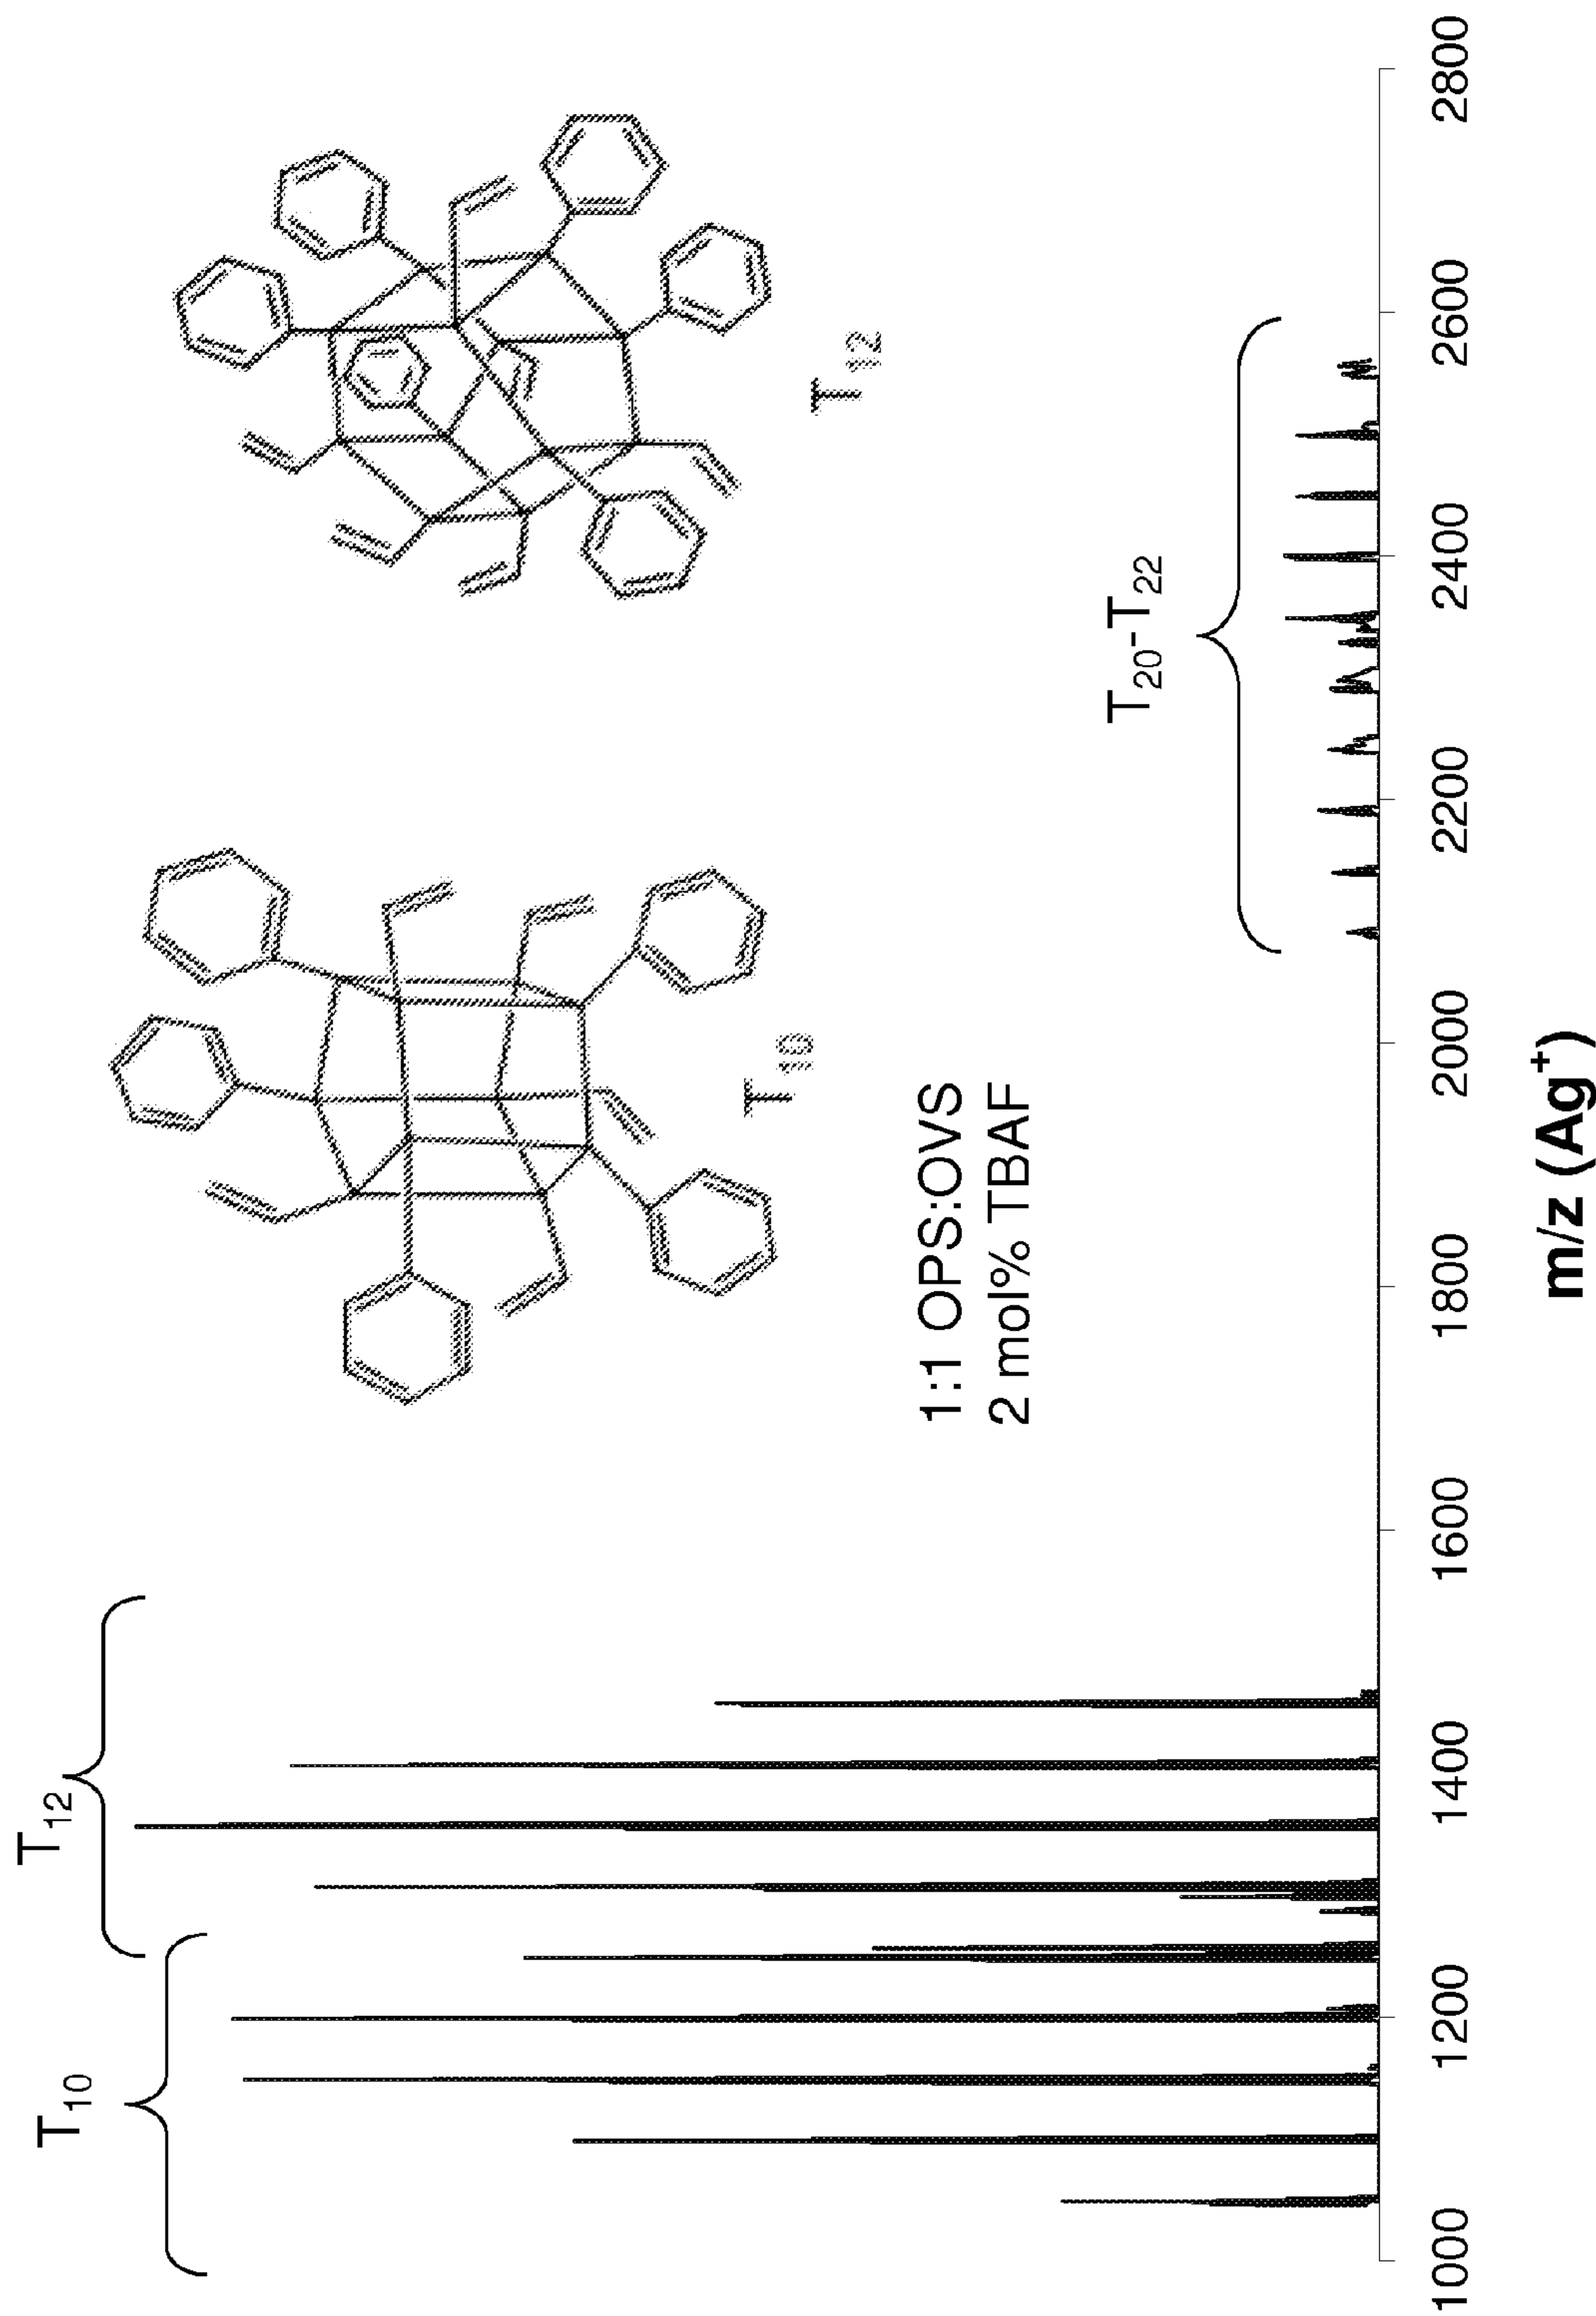 T₁₀
T₁₂
T₁₀
T₁₂
1:1 OPS:OVS
2 mol% TBAF
T₂₀-T₂₂
1000 1200 1400 1600 1800 2000 2200 2400 2600 2800
m/z (Ag⁺)